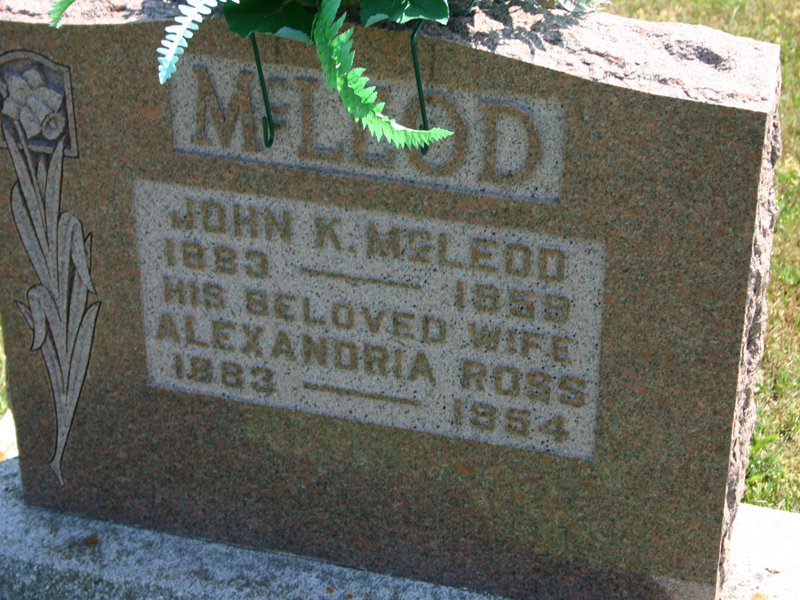 McLEOD
JOHN K. McLEOD
1883 — 1959
HIS BELOVED WIFE
ALEXANDRIA ROSS
1883 — 1954